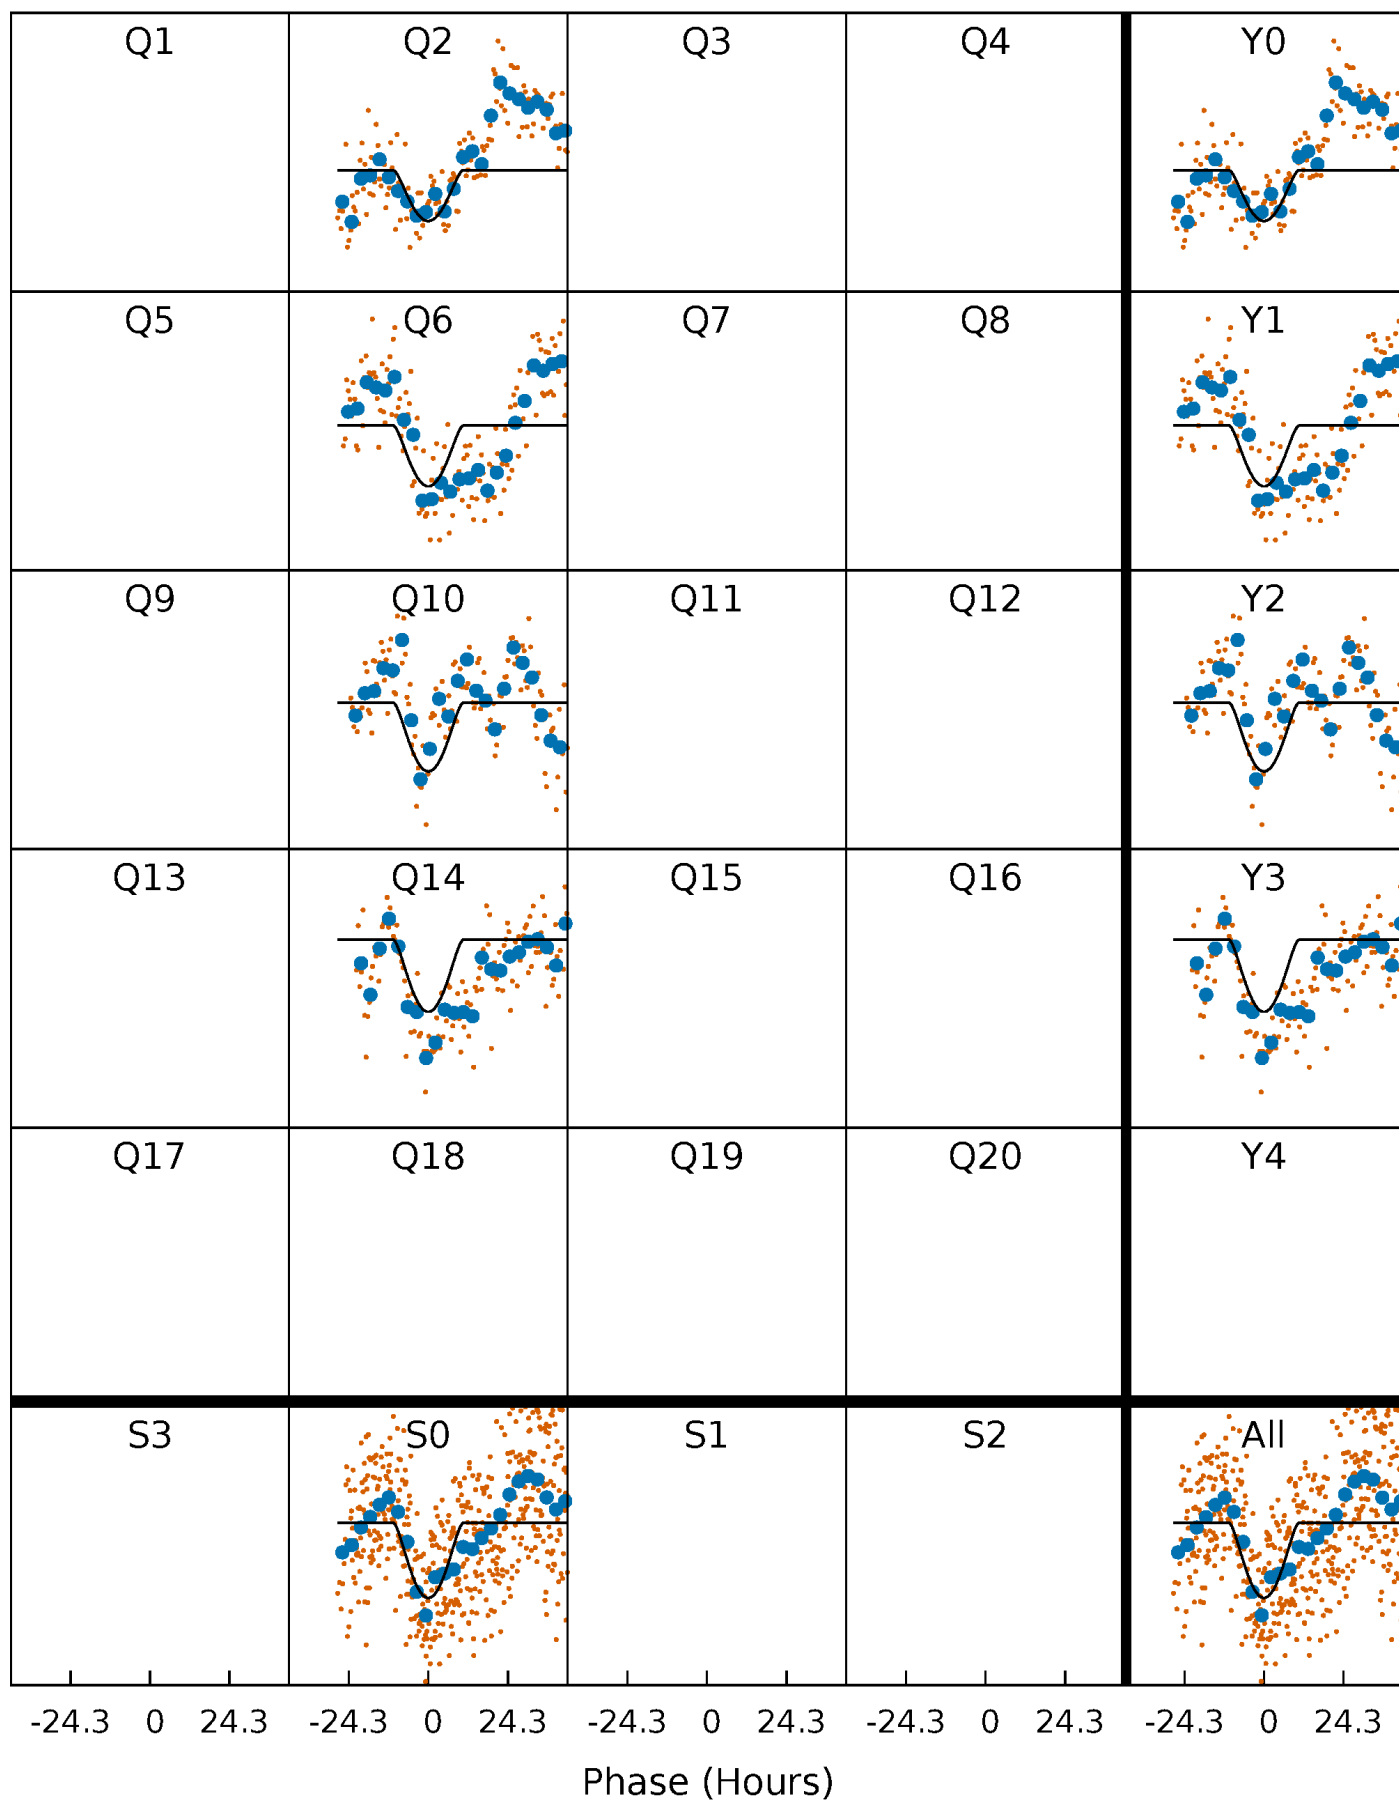 Q1 Q2 Q3 Q4 Y0
Q5 Q6 Q7 Q8 Y1
Q9 Q10 Q11 Q12 Y2
Q13 Q14 Q15 Q16 Y3
Q17 Q18 Q19 Q20 Y4
S3 S0 S1 S2 All
-24.3 0 24.3 -24.3 0 24.3 -24.3 0 24.3 -24.3 0 24.3 -24.3 0 24.3
Phase (Hours)